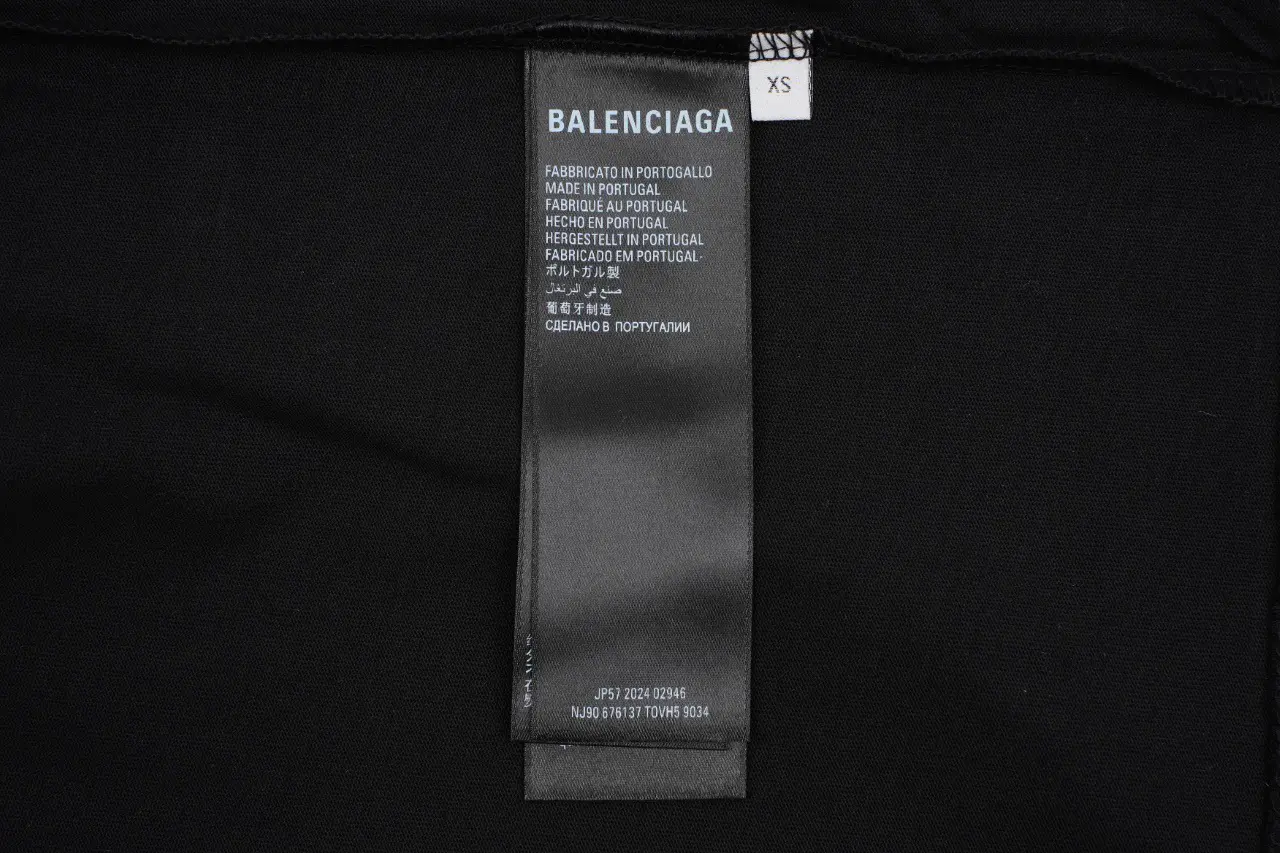 XS
BALENCIAGA
FABBRICATO IN PORTOGALLO
MADE IN PORTUGAL
FABRIQUÉ AU PORTUGAL
HECHO EN PORTUGAL
HERGESTELLT IN PORTUGAL
FABRICADO EM PORTUGAL·
ポルトガル製
صنع في البرتغال
葡萄牙制造
СДЕЛАНО В ПОРТУГАЛИИ
JP57 2024 02946
NJ90 676137 TOVH5 9034